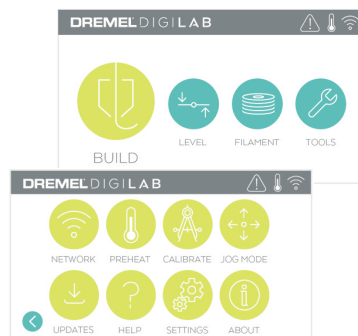 DREMEL DIGILAB
BUILD
LEVEL
FILAMENT
TOOLS
DREMEL DIGILAB
NETWORK PREHEAT CALIBRATE JOG MODE
UPDATES HELP SETTINGS ABOUT